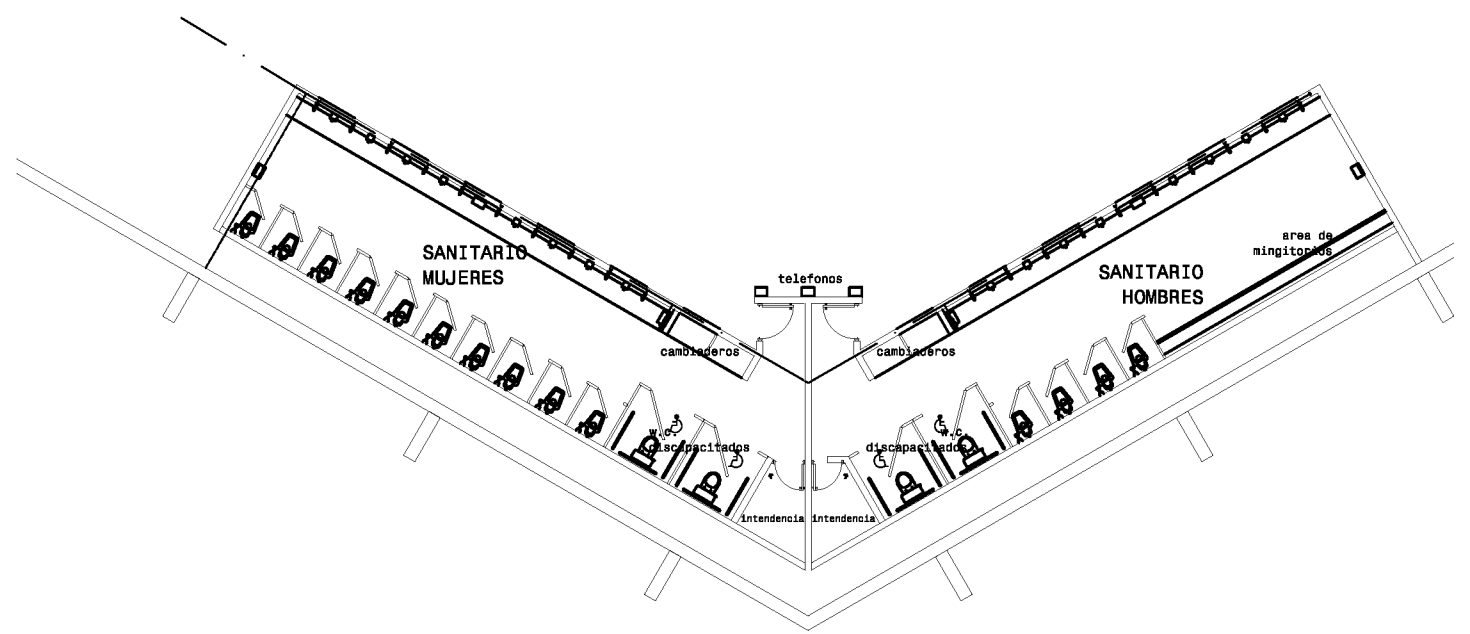 SANITARIO
MUJERES
telefonos
SANITARIO
HOMBRES
area de
mingitorios
cambiaderos
cambiaderos
w.c.
discapacitados
w.c.
discapacitados
intendencia
intendencia